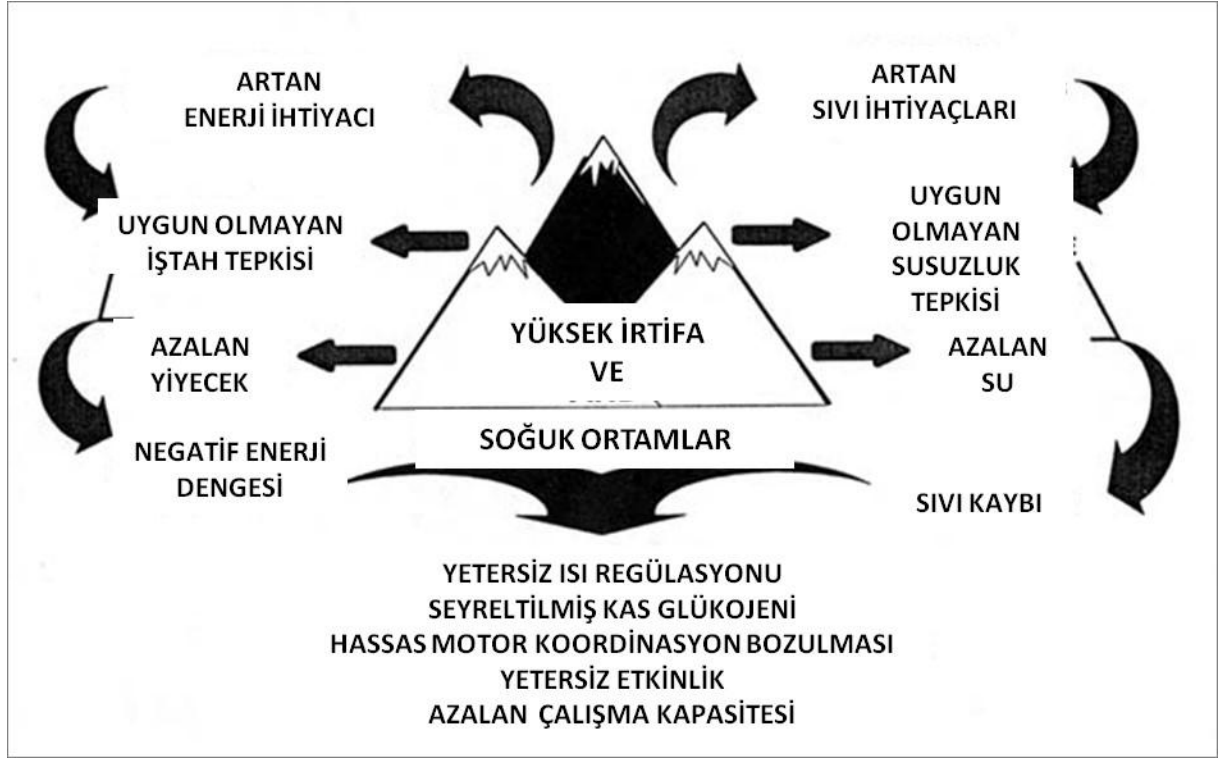 ARTAN
ENERJİ İHTİYACI
ARTAN
SIVI İHTİYAÇLARI
UYGUN OLMAYAN
İŞTAH TEPKİSİ
UYGUN
OLMAYAN
SUSUZLUK
TEPKİSİ
AZALAN
YİYECEK
YÜKSEK İRTİFA
VE
SOĞUK ORTAMLAR
AZALAN
SU
NEGATİF ENERJİ
DENGESİ
SIVI KAYBI
YETERSİZ ISI REGÜLASYONU
SEYRELTİLMİŞ KAS GLÜKOJENİ
HASSAS MOTOR KOORDİNASYON BOZULMASI
YETERSİZ ETKİNLİK
AZALAN ÇALIŞMA KAPASİTESİ